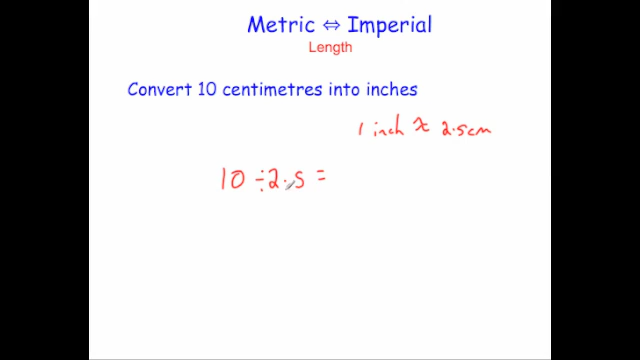 Metric ⇔ Imperial
Length
Convert 10 centimetres into inches
1 inch ≈ 2.5cm
10 ÷ 2.5 =